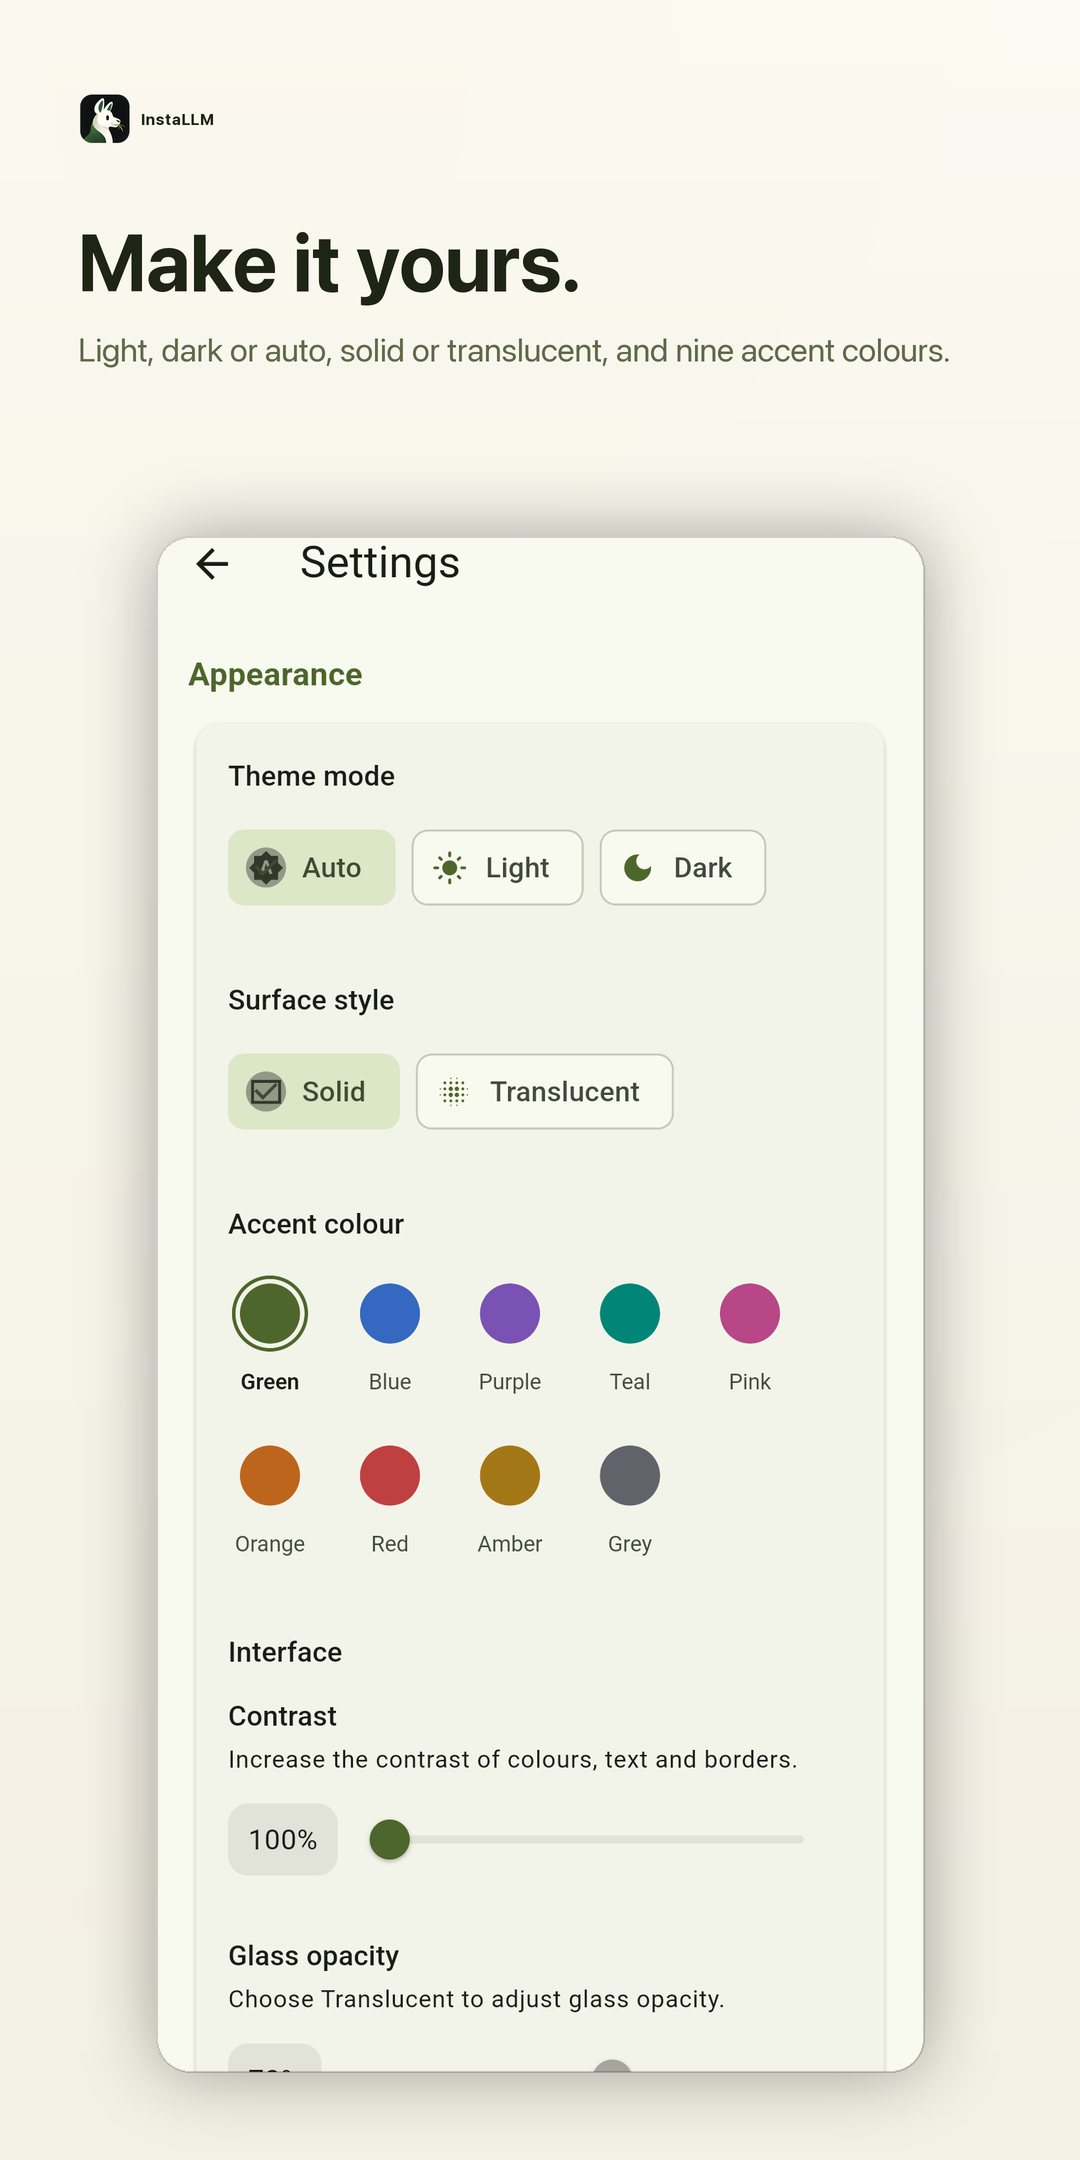 InstaLLM
Make it yours.
Light, dark or auto, solid or translucent, and nine accent colours.
Settings
Appearance
Theme mode
Auto Light Dark
Surface style
Solid Translucent
Accent colour
Green Blue Purple Teal Pink
Orange Red Amber Grey
Interface
Contrast
Increase the contrast of colours, text and borders.
100%
Glass opacity
Choose Translucent to adjust glass opacity.